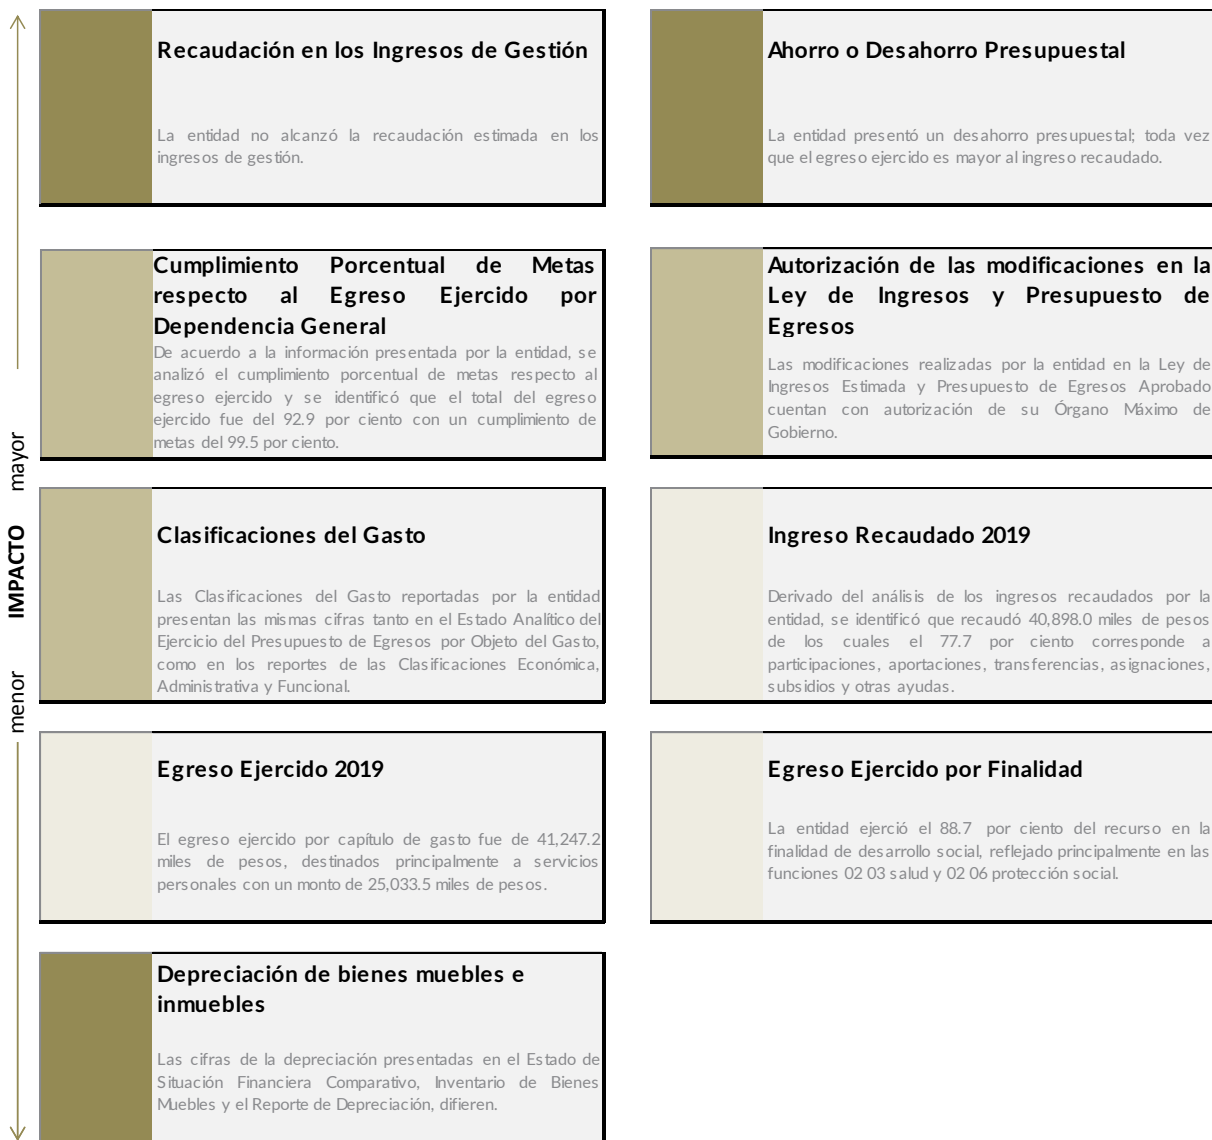 Recaudación en los Ingresos de Gestión
La entidad no alcanzó la recaudación estimada en los
ingresos de gestión.
Ahorro o Desahorro Presupuestal
La entidad presentó un desahorro presupuestal; toda vez
que el egreso ejercido es mayor al ingreso recaudado.
Cumplimiento Porcentual de Metas
respecto al Egreso Ejercido por
Dependencia General
De acuerdo a la información presentada por la entidad, se
analizó el cumplimiento porcentual de metas respecto al
egreso ejercido y se identificó que el total del egreso
ejercido fue del 92.9 por ciento con un cumplimiento de
metas del 99.5 por ciento.
Autorización de las modificaciones en la
Ley de Ingresos y Presupuesto de
Egresos
Las modificaciones realizadas por la entidad en la Ley de
Ingresos Estimada y Presupuesto de Egresos Aprobado
cuentan con autorización de su Órgano Máximo de
Gobierno.
menor IMPACTO mayor
Clasificaciones del Gasto
Las Clasificaciones del Gasto reportadas por la entidad
presentan las mismas cifras tanto en el Estado Analítico del
Ejercicio del Presupuesto de Egresos por Objeto del Gasto,
como en los reportes de las Clasificaciones Económica,
Administrativa y Funcional.
Ingreso Recaudado 2019
Derivado del análisis de los ingresos recaudados por la
entidad, se identificó que recaudó 40,898.0 miles de pesos
de los cuales el 77.7 por ciento corresponde a
participaciones, aportaciones, transferencias, asignaciones,
subsidios y otras ayudas.
Egreso Ejercido 2019
El egreso ejercido por capítulo de gasto fue de 41,247.2
miles de pesos, destinados principalmente a servicios
personales con un monto de 25,033.5 miles de pesos.
Egreso Ejercido por Finalidad
La entidad ejerció el 88.7 por ciento del recurso en la
finalidad de desarrollo social, reflejado principalmente en las
funciones 02 03 salud y 02 06 protección social.
Depreciación de bienes muebles e
inmuebles
Las cifras de la depreciación presentadas en el Estado de
Situación Financiera Comparativo, Inventario de Bienes
Muebles y el Reporte de Depreciación, difieren.